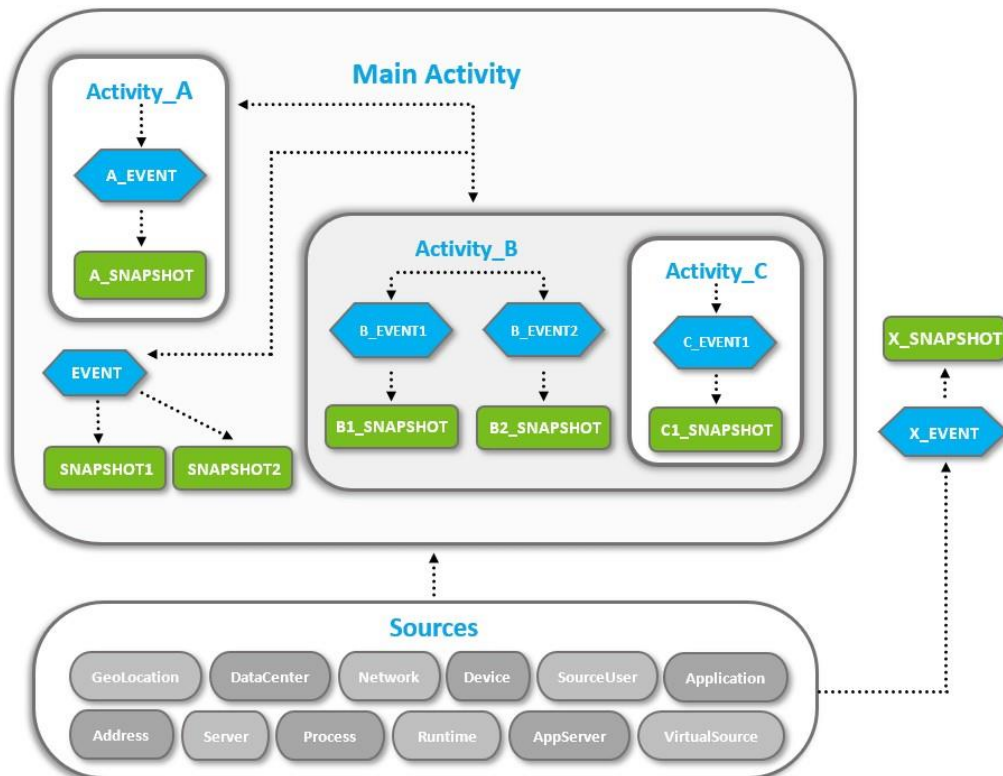 Main Activity
Activity_A
A_EVENT
A_SNAPSHOT
EVENT
SNAPSHOT1
SNAPSHOT2
Activity_B
B_EVENT1
B_EVENT2
B1_SNAPSHOT
B2_SNAPSHOT
Activity_C
C_EVENT1
C1_SNAPSHOT
X_SNAPSHOT
X_EVENT
Sources
GeoLocation DataCenter Network Device SourceUser Application
Address Server Process Runtime AppServer VirtualSource